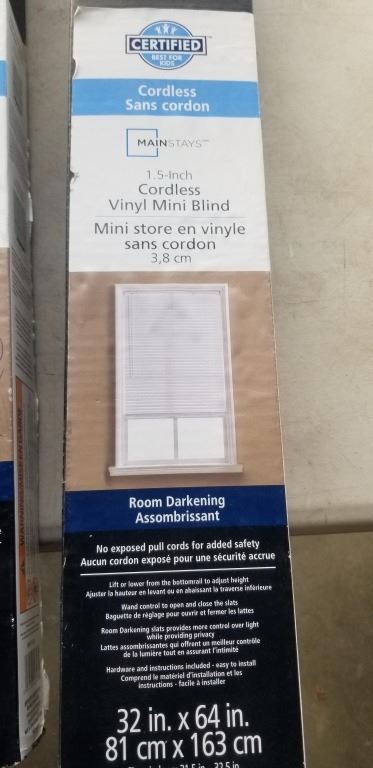 CERTIFIED
BEST FOR
KIDS
Cordless
Sans cordon
MAINSTAYS
1.5-Inch
Cordless
Vinyl Mini Blind
Mini store en vinyle
sans cordon
3,8 cm
Room Darkening
Assombrissant
No exposed pull cords for added safety
Aucun cordon exposé pour une sécurité accrue
Lift or lower from the bottomrail to adjust height
Ajuster la hauteur en levant ou en abaissant la traverse inférieure
Wand control to open and close the slats
Baguette de réglage pour ouvrir et fermer les lattes
Room Darkening slats provides more control over light
while providing privacy
Lattes assombrissantes qui offrent un meilleur contrôle
de la lumière tout en assurant l'intimité
Hardware and instructions included - easy to install
Comprend le matériel d'installation et les
instructions - facile à installer
32 in. x 64 in.
81 cm x 163 cm